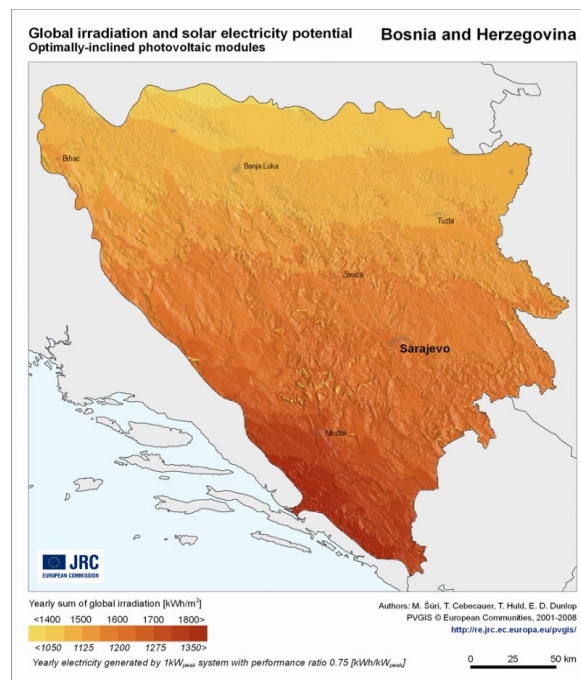 Global irradiation and solar electricity potential
Optimally-inclined photovoltaic modules
Bosnia and Herzegovina
Bihac
Banja Luka
Tuzla
Zenica
Sarajevo
Mostar
JRC
EUROPEAN COMMISSION
Yearly sum of global irradiation [kWh/m²]
<1400 1500 1600 1700 1800>
<1050 1125 1200 1275 1350>
Yearly electricity generated by 1kWpeak system with performance ratio 0.75 [kWh/kWpeak]
Authors: M. Šúri, T. Cebecauer, T. Huld, E. D. Dunlop
PVGIS © European Communities, 2001-2008
http://re.jrc.ec.europa.eu/pvgis/
0 25 50 km